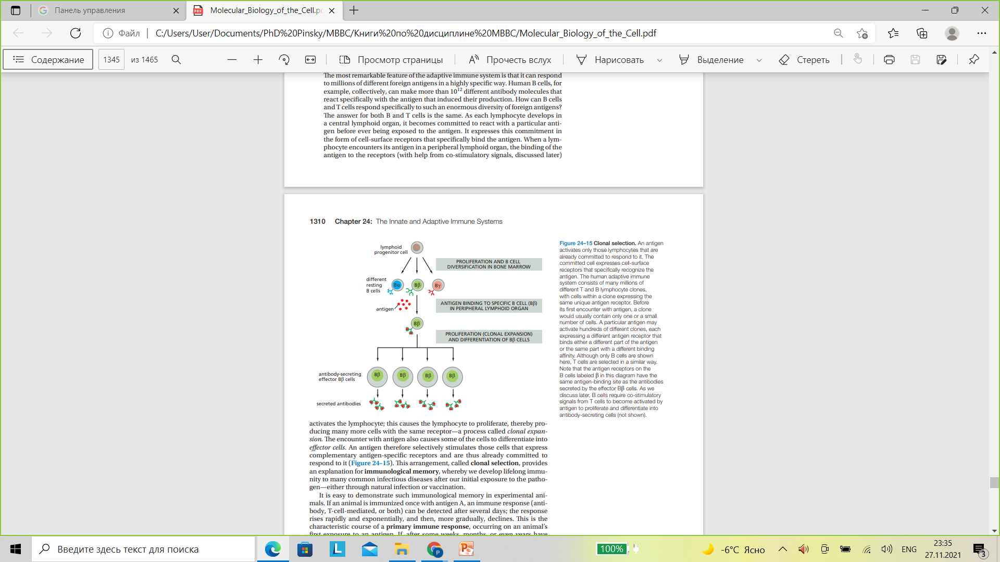 Панель управления
Molecular_Biology_of_the_Cell.p
Файл
C:/Users/User/Documents/PhD%20Pinsky/MBBC/Книги%20по%20дисциплине%20MBBC/Molecular_Biology_of_the_Cell.pdf
Содержание
1345 из 1465
Просмотр страницы
Прочесть вслух
Нарисовать
Выделение
Стереть
The most remarkable feature of the adaptive immune system is that it can respond
to millions of different foreign antigens in a highly specific way. Human B cells, for
example, collectively, can make more than 10¹² different antibody molecules that
react specifically with the antigen that induced their production. How can B cells
and T cells respond specifically to such an enormous diversity of foreign antigens?
The answer for both B and T cells is the same. As each lymphocyte develops in
a central lymphoid organ, it becomes committed to react with a particular anti-
gen before ever being exposed to the antigen. It expresses this commitment in
the form of cell-surface receptors that specifically bind the antigen. When a lym-
phocyte encounters its antigen in a peripheral lymphoid organ, the binding of the
antigen to the receptors (with help from co-stimulatory signals, discussed later)
1310 Chapter 24: The Innate and Adaptive Immune Systems
lymphoid
progenitor cell
PROLIFERATION AND B CELL
DIVERSIFICATION IN BONE MARROW
different
resting
B cells
Bα Bβ Bγ
antigen
ANTIGEN BINDING TO SPECIFIC B CELL (Bβ)
IN PERIPHERAL LYMPHOID ORGAN
Bβ
PROLIFERATION (CLONAL EXPANSION)
AND DIFFERENTIATION OF Bβ CELLS
antibody-secreting
effector Bβ cells
Bβ Bβ Bβ Bβ
secreted antibodies
Figure 24–15 Clonal selection. An antigen
activates only those lymphocytes that are
already committed to respond to it. The
committed cell expresses cell-surface
receptors that specifically recognize the
antigen. The human adaptive immune
system consists of many millions of
different T and B lymphocyte clones,
with cells within a clone expressing the
same unique antigen receptor. Before
its first encounter with antigen, a clone
would usually contain only one or a small
number of cells. A particular antigen may
activate hundreds of different clones, each
expressing a different antigen receptor that
binds either a different part of the antigen
or the same part with a different binding
affinity. Although only B cells are shown
here, T cells are selected in a similar way.
Note that the antigen receptors on the
B cells labeled β in this diagram have the
same antigen-binding site as the antibodies
secreted by the effector Bβ cells. As we
discuss later, B cells require co-stimulatory
signals from T cells to become activated by
antigen to proliferate and differentiate into
antibody-secreting cells (not shown).
activates the lymphocyte; this causes the lymphocyte to proliferate, thereby pro-
ducing many more cells with the same receptor—a process called clonal expan-
sion. The encounter with antigen also causes some of the cells to differentiate into
effector cells. An antigen therefore selectively stimulates those cells that express
complementary antigen-specific receptors and are thus already committed to
respond to it (Figure 24–15). This arrangement, called clonal selection, provides
an explanation for immunological memory, whereby we develop lifelong immu-
nity to many common infectious diseases after our initial exposure to the patho-
gen—either through natural infection or vaccination.
It is easy to demonstrate such immunological memory in experimental ani-
mals. If an animal is immunized once with antigen A, an immune response (anti-
body, T-cell-mediated, or both) can be detected after several days; the response
rises rapidly and exponentially, and then, more gradually, declines. This is the
characteristic course of a primary immune response, occurring on an animal's
first exposure to an antigen. If, after some weeks, months, or even years have
Введите здесь текст для поиска
100%
-6°C Ясно
ENG
23:35
27.11.2021
3